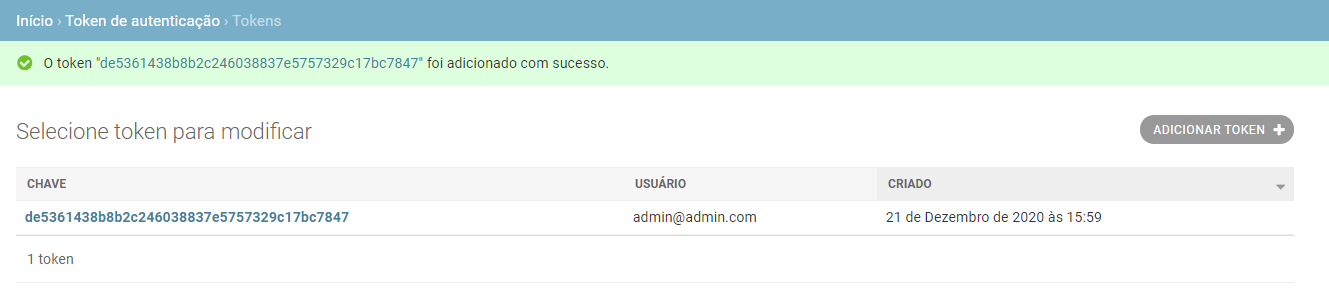 Início › Token de autenticação › Tokens
O token "de5361438b8b2c246038837e5757329c17bc7847" foi adicionado com sucesso.
Selecione token para modificar
ADICIONAR TOKEN +
CHAVE USUÁRIO CRIADO
de5361438b8b2c246038837e5757329c17bc7847 admin@admin.com 21 de Dezembro de 2020 às 15:59
1 token